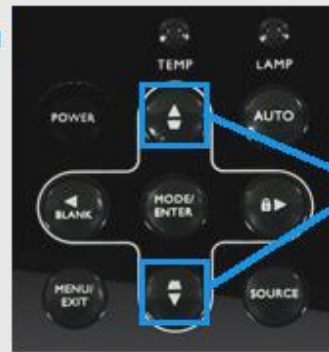 TEMP LAMP
POWER AUTO
BLANK MODE/
ENTER
MENU/
EXIT SOURCE